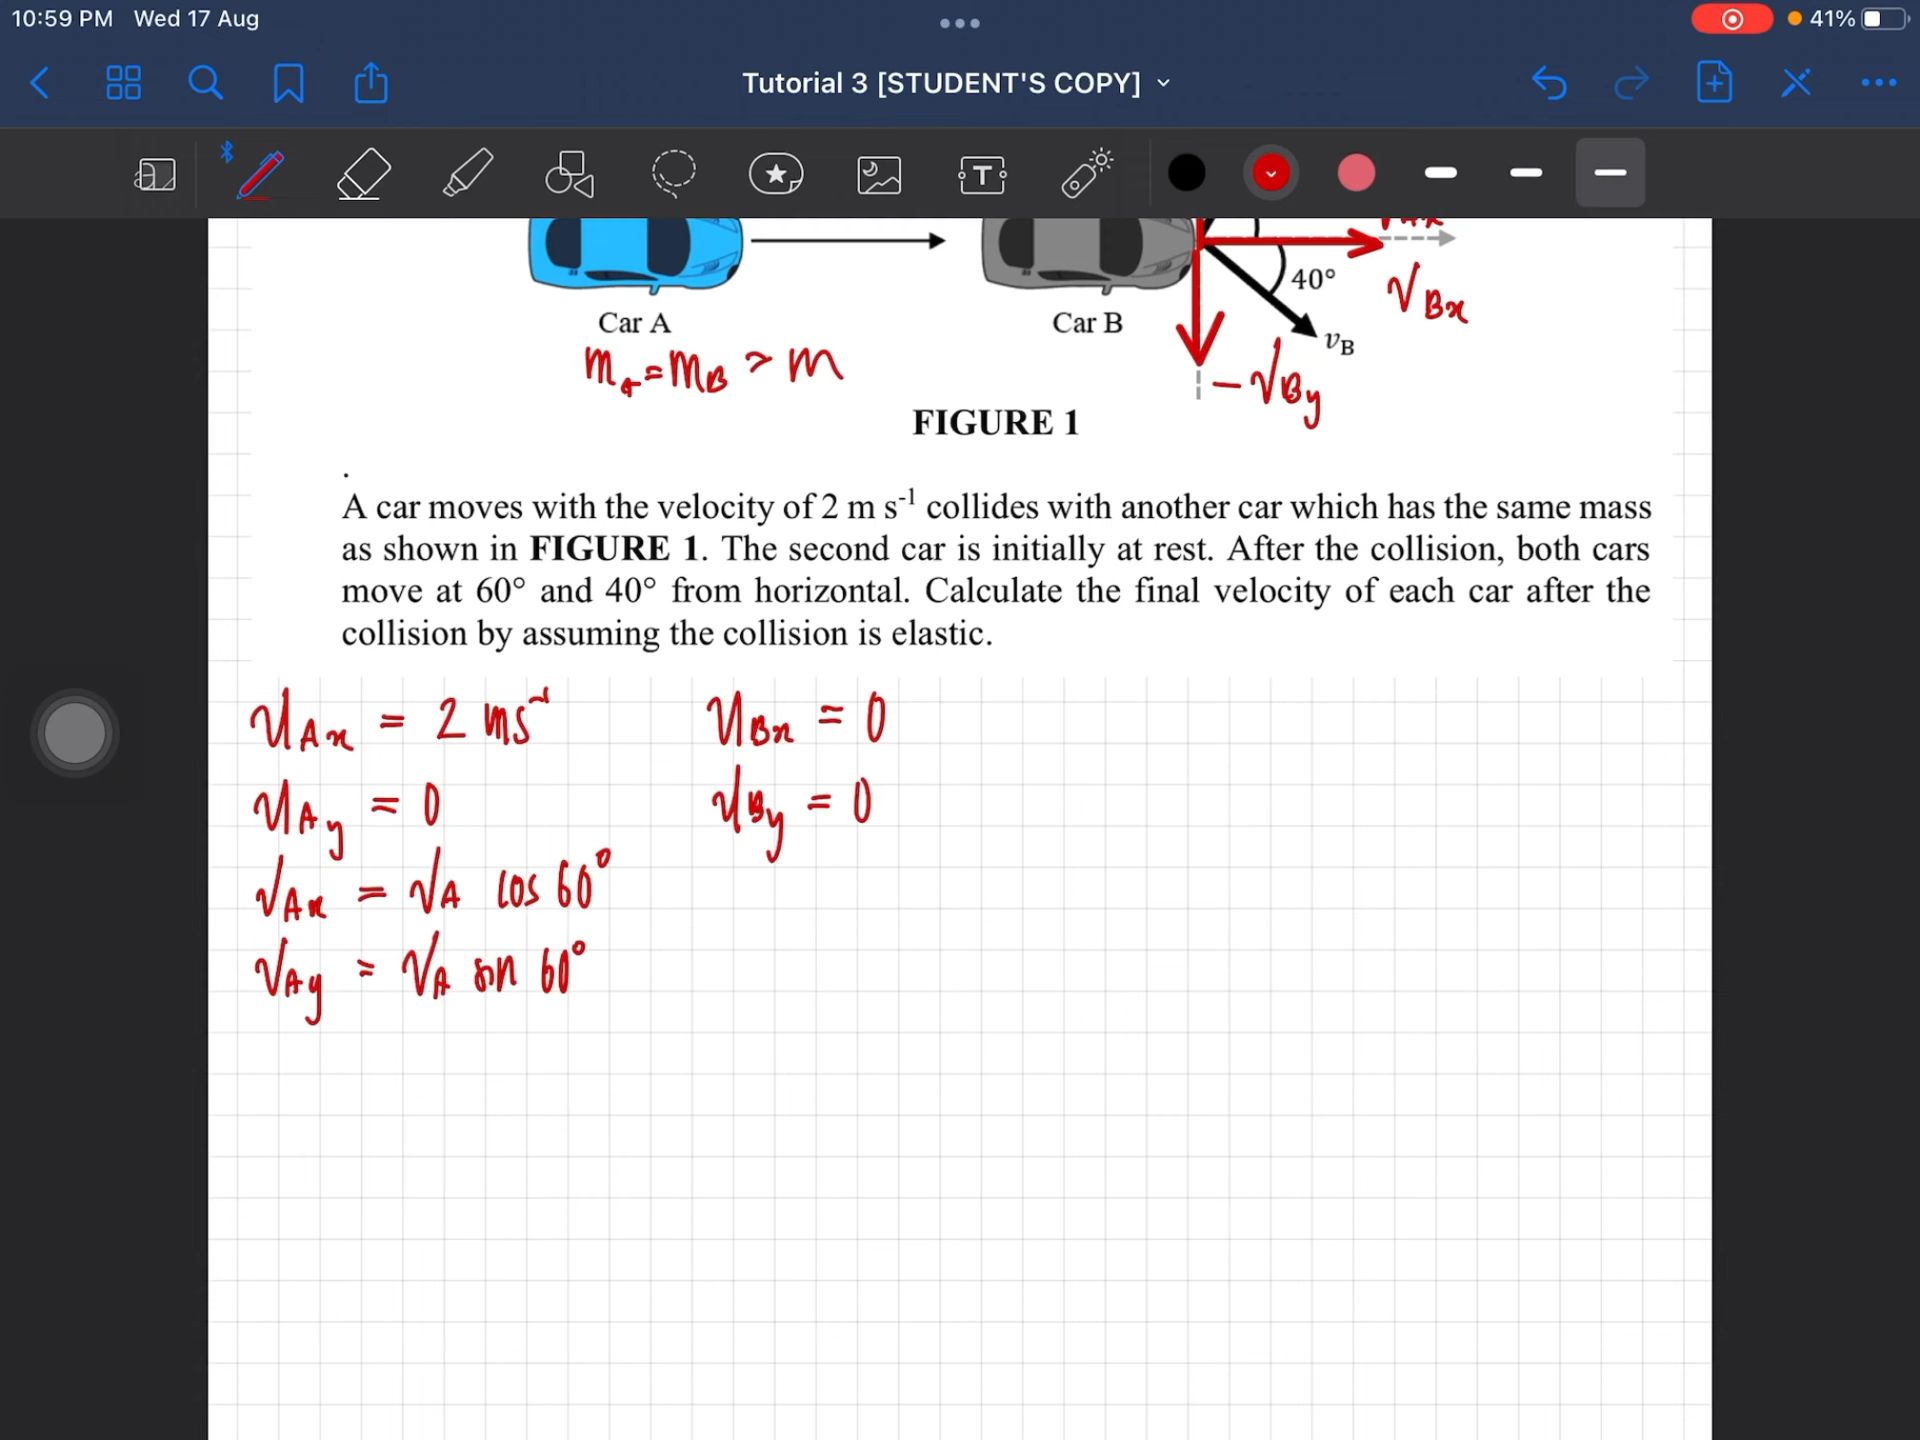 10:59 PM Wed 17 Aug
41%
Tutorial 3 [STUDENT'S COPY]
40°
vB
VBx
Car A
Car B
mA = mB = m
- VBy
FIGURE 1
.
A car moves with the velocity of 2 m s-1 collides with another car which has the same mass
as shown in FIGURE 1. The second car is initially at rest. After the collision, both cars
move at 60° and 40° from horizontal. Calculate the final velocity of each car after the
collision by assuming the collision is elastic.
uAx = 2 ms-1
uBx = 0
uAy = 0
uBy = 0
VAx = VA cos 60°
VAy = VA sin 60°